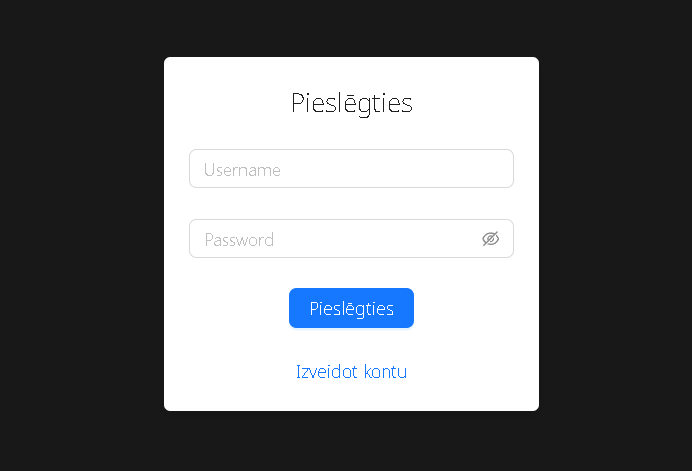 Pieslēgties
Username
Password
Pieslēgties
Izveidot kontu